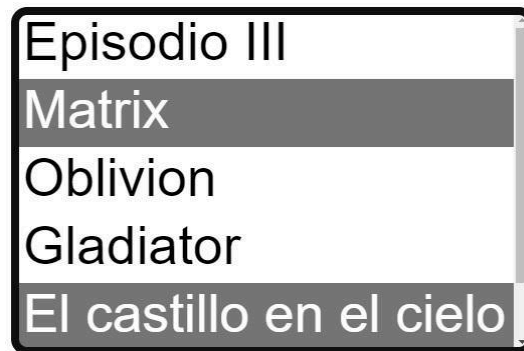 Episodio III
Matrix
Oblivion
Gladiator
El castillo en el cielo